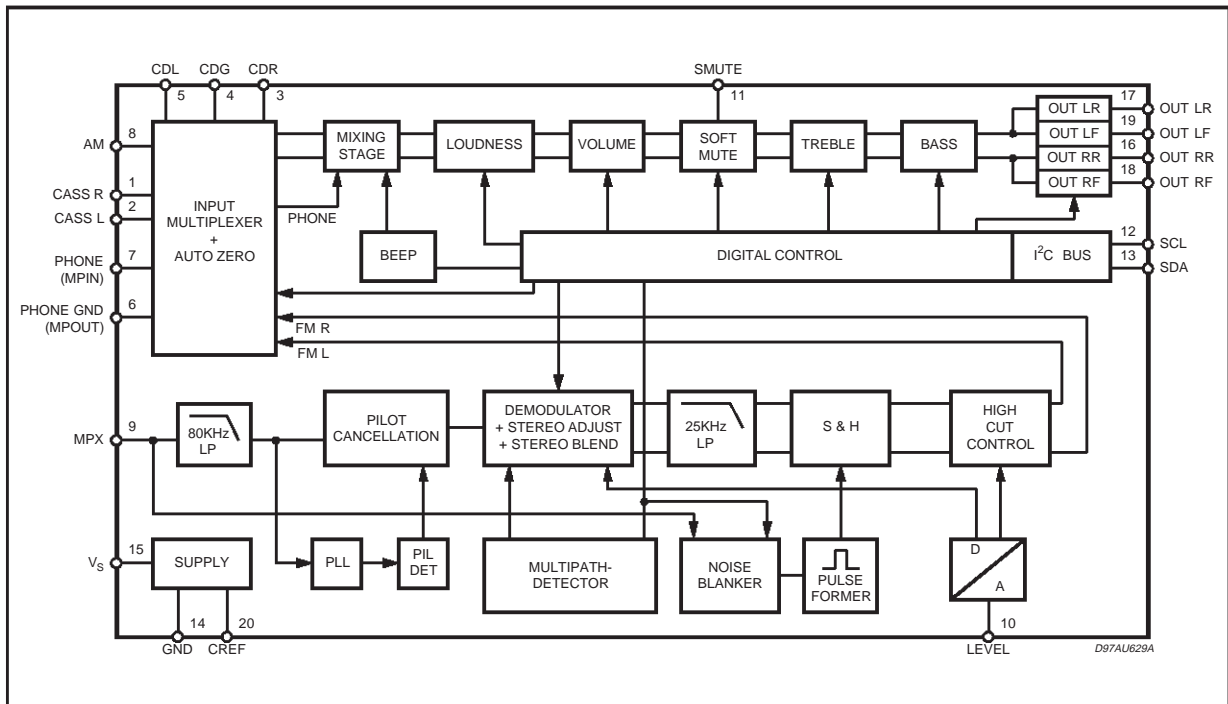 CDL CDG CDR SMUTE
5 4 3 11 17
OUT LR OUT LR
8 19
AM MIXING STAGE LOUDNESS VOLUME SOFT MUTE TREBLE BASS OUT LF OUT LF
16
OUT RR OUT RR
1 18
CASS R OUT RF OUT RF
2
CASS L INPUT MULTIPLEXER + AUTO ZERO PHONE
12
BEEP DIGITAL CONTROL I2C BUS SCL
7 13
PHONE (MPIN) SDA
6
PHONE GND (MPOUT)
FM R
FM L
9
MPX 80KHz LP PILOT CANCELLATION DEMODULATOR + STEREO ADJUST + STEREO BLEND 25KHz LP S & H HIGH CUT CONTROL
15
VS SUPPLY PLL PIL DET MULTIPATH-DETECTOR NOISE BLANKER PULSE FORMER D A
14 20 10
GND CREF LEVEL D97AU629A